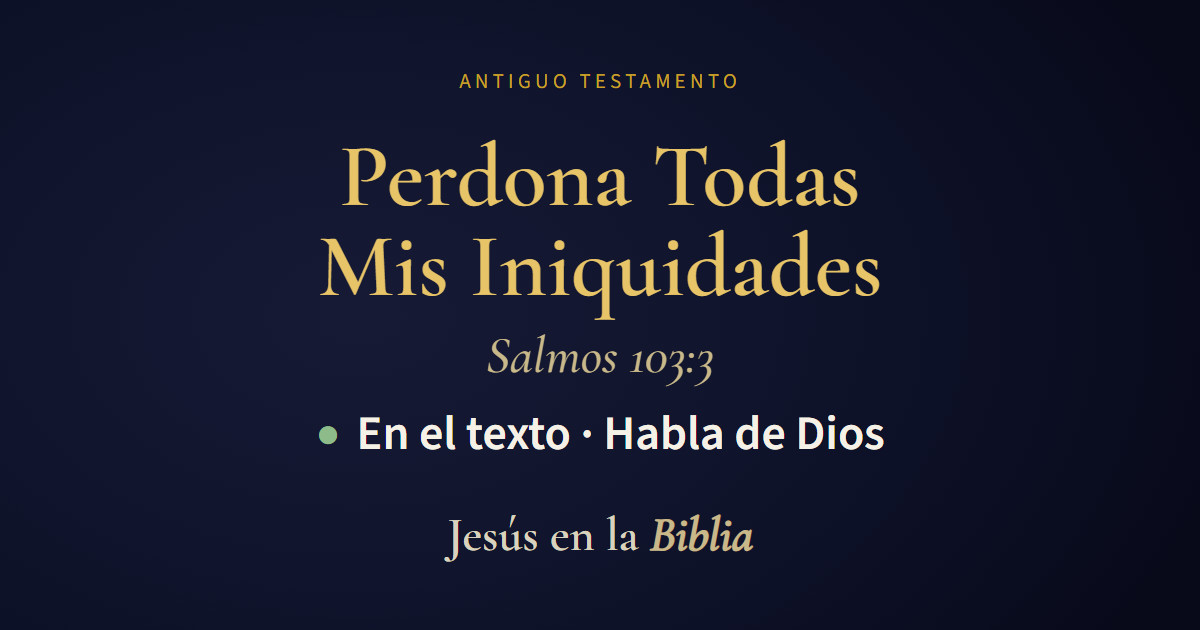 ANTIGUO TESTAMENTO
Perdona Todas
Mis Iniquidades
Salmos 103:3
• En el texto · Habla de Dios
Jesús en la Biblia